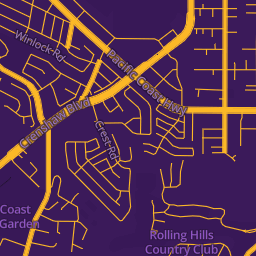 Winlock Rd
Pacific Coast Hwy
Crenshaw Blvd
Crest Rd
Coast
Garden
Rolling Hills
Country Club